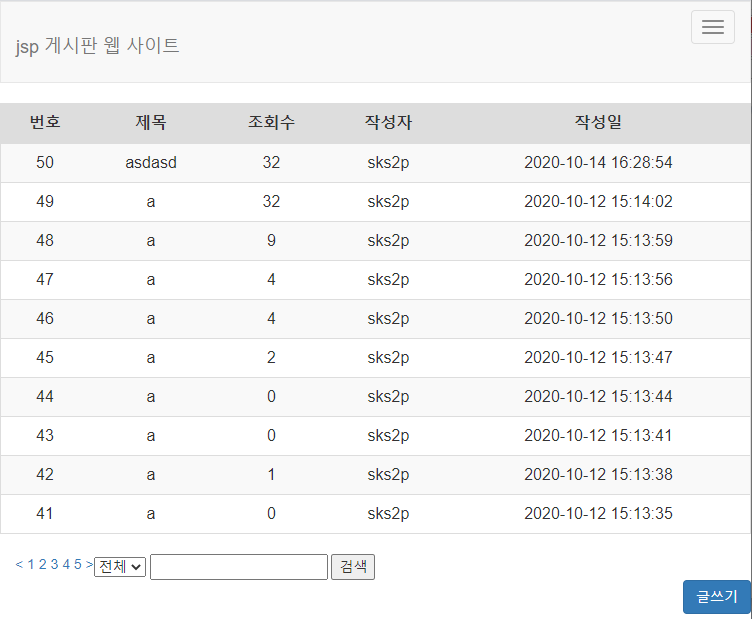 jsp 게시판 웹 사이트
번호 제목 조회수 작성자 작성일
50 asdasd 32 sks2p 2020-10-14 16:28:54
49 a 32 sks2p 2020-10-12 15:14:02
48 a 9 sks2p 2020-10-12 15:13:59
47 a 4 sks2p 2020-10-12 15:13:56
46 a 4 sks2p 2020-10-12 15:13:50
45 a 2 sks2p 2020-10-12 15:13:47
44 a 0 sks2p 2020-10-12 15:13:44
43 a 0 sks2p 2020-10-12 15:13:41
42 a 1 sks2p 2020-10-12 15:13:38
41 a 0 sks2p 2020-10-12 15:13:35
< 1 2 3 4 5 > 전체 검색
글쓰기